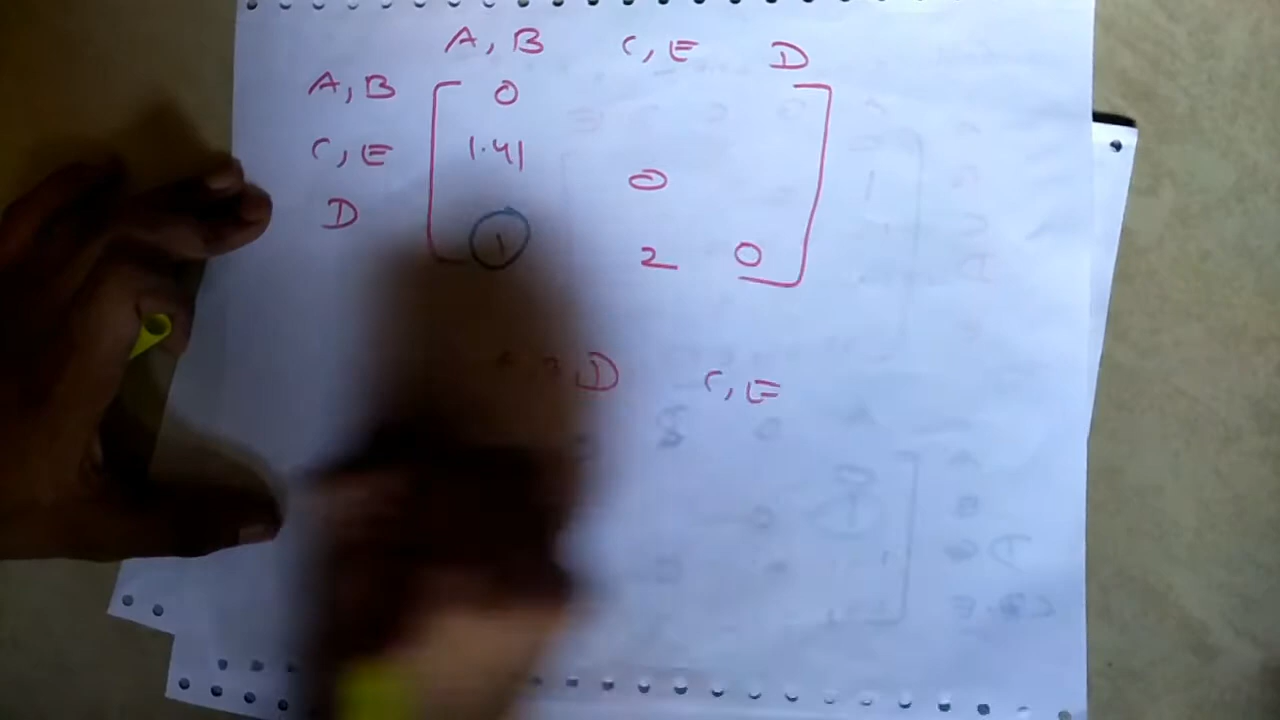 A, B C, E D
A, B 0
C, E 1.41 0
D 1 2 0
D C, E